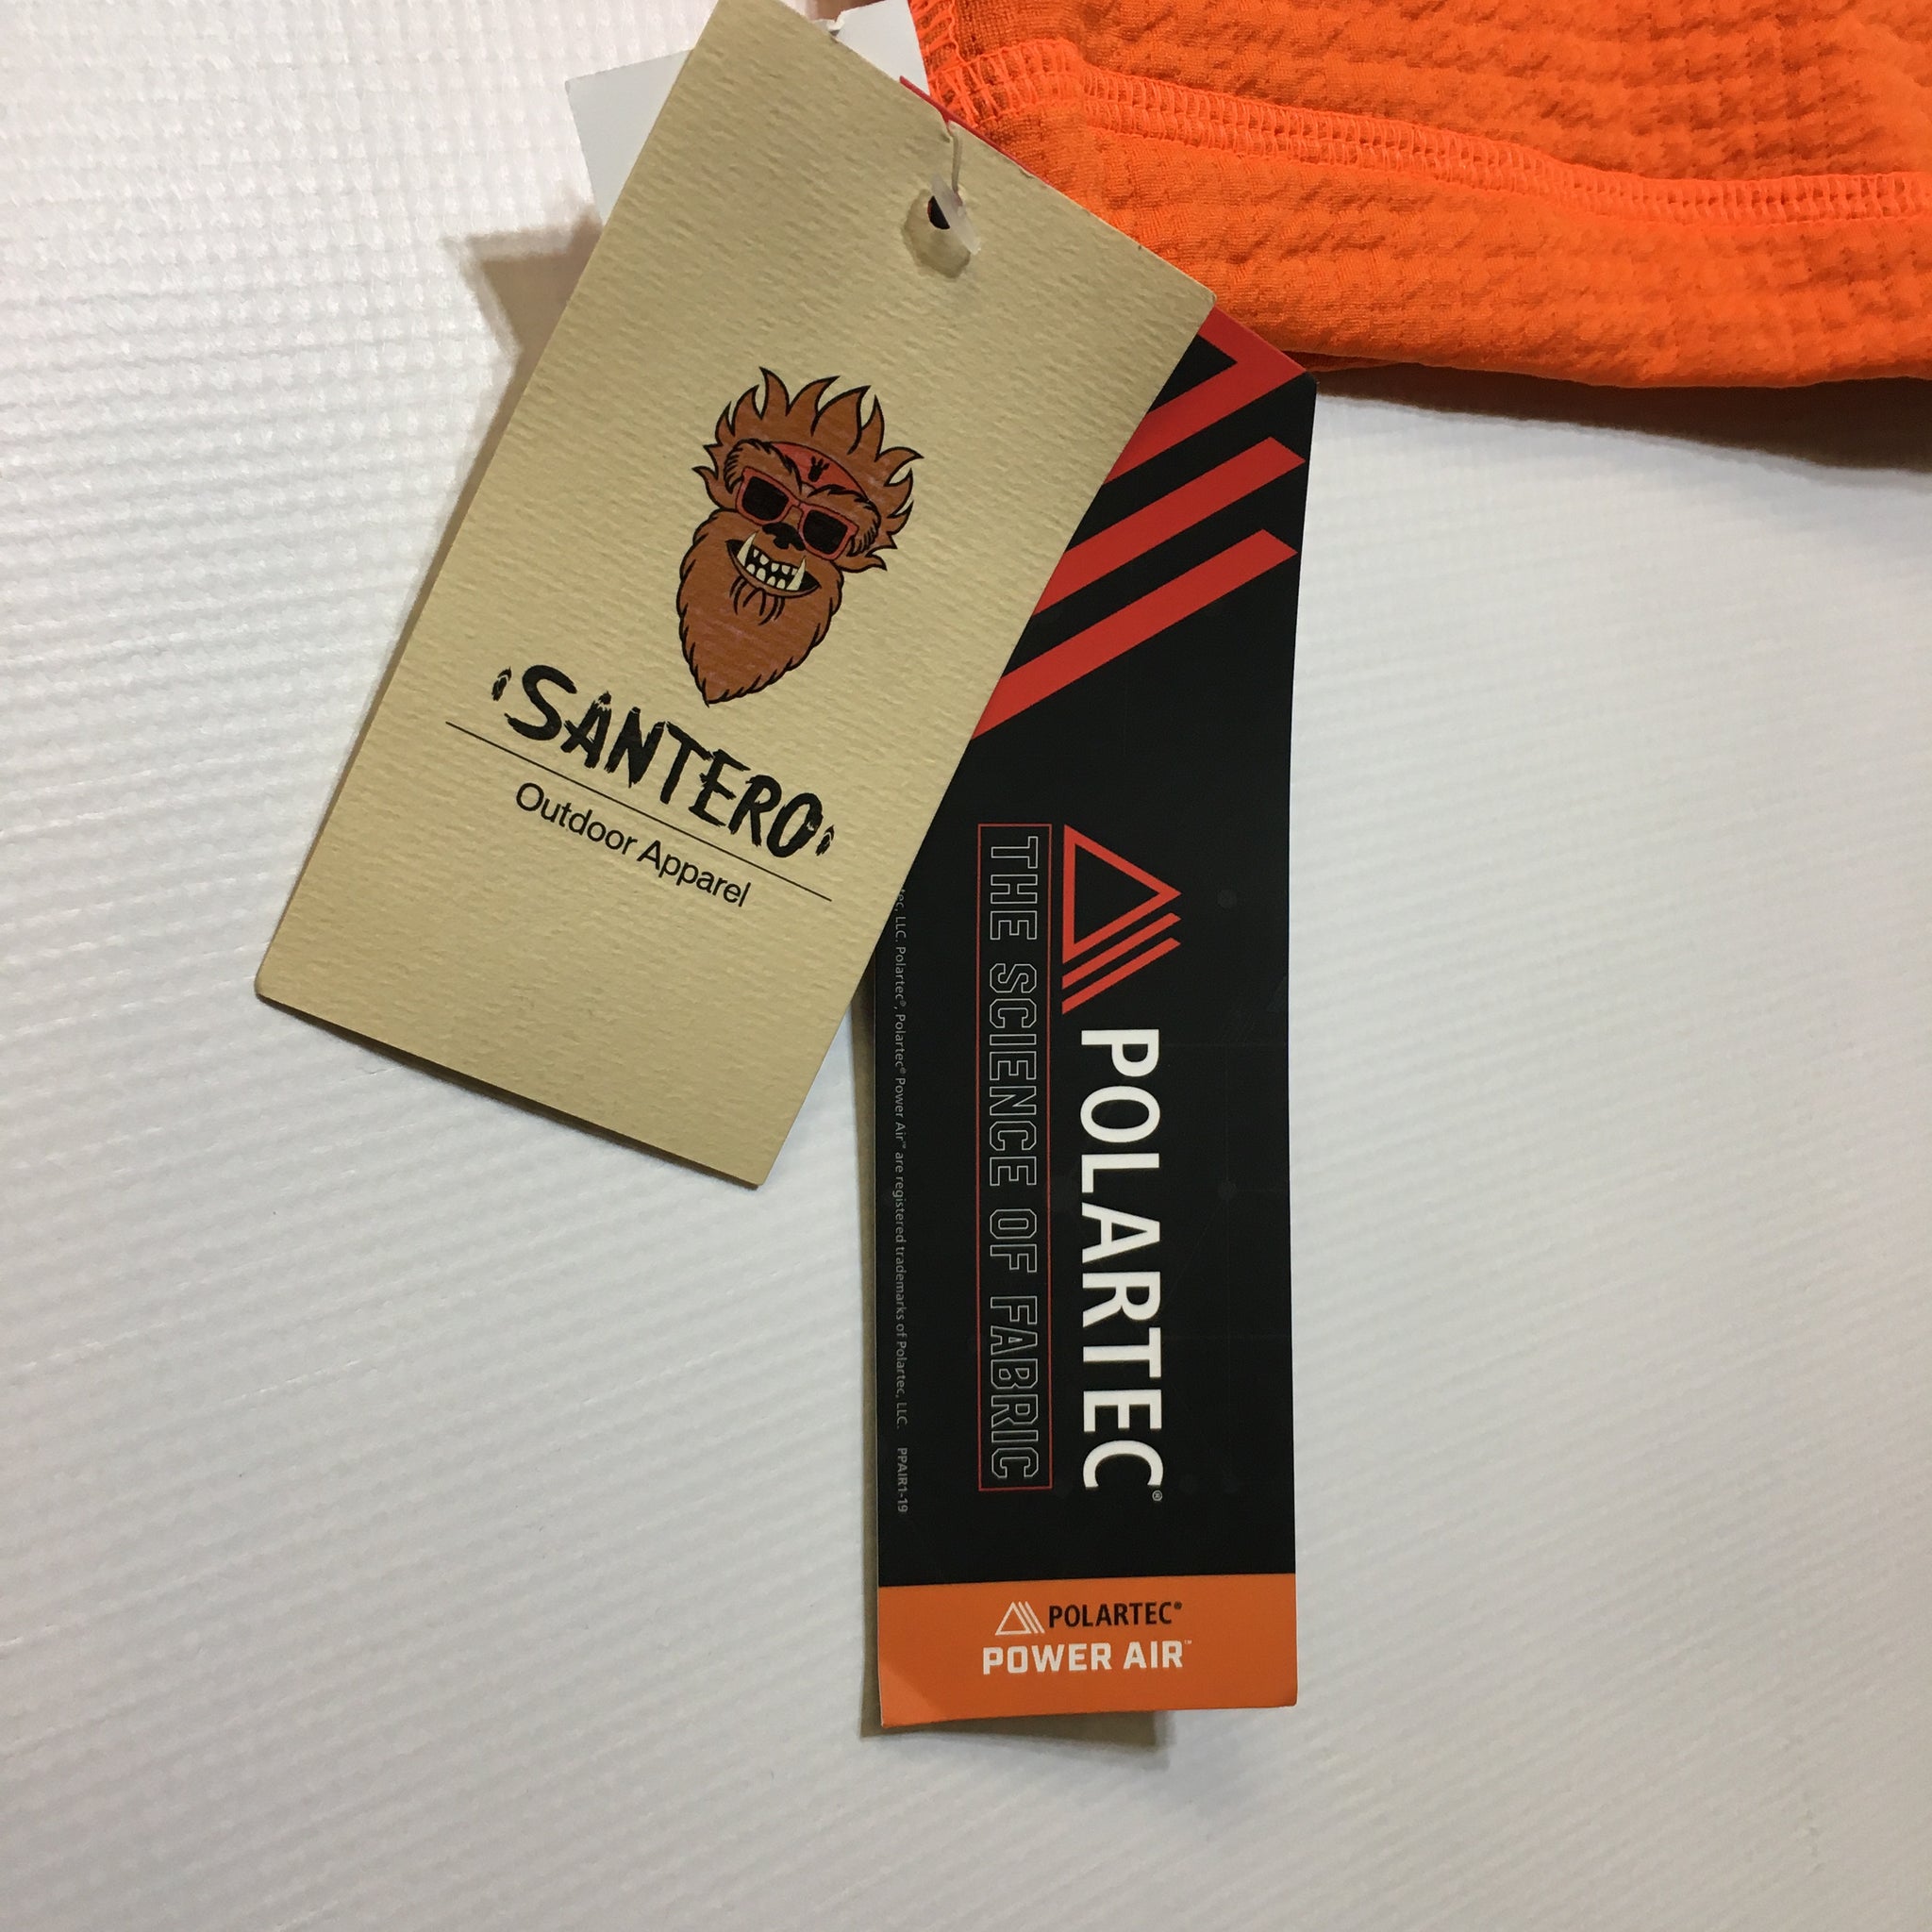 SANTERO
Outdoor Apparel
POLARTEC®
THE SCIENCE OF FABRIC
LLC. Polartec®, Polartec® Power Air™ are registered trademarks of Polartec, LLC. PPAIR1-19
POLARTEC®
POWER AIR™